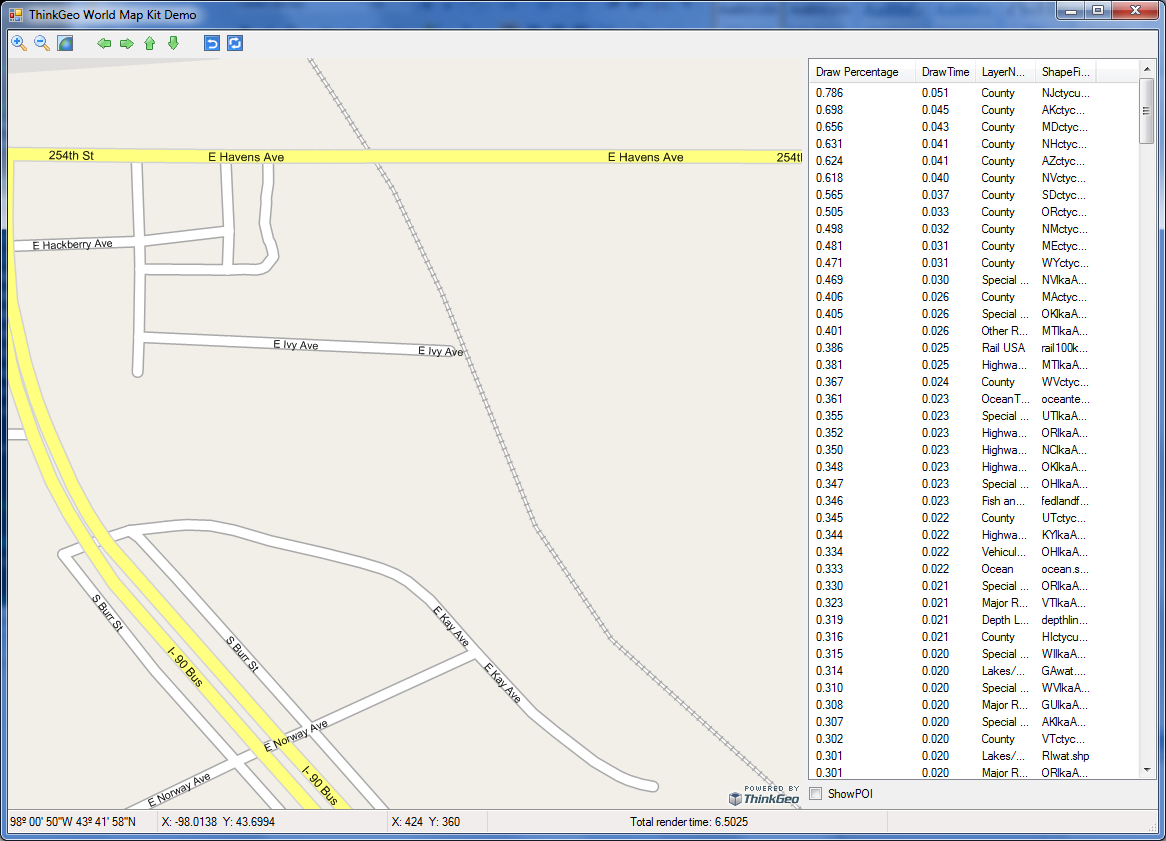 ThinkGeo World Map Kit Demo
254th St
E Havens Ave
E Havens Ave
254th
E Hackberry Ave
E Ivy Ave
E Ivy Ave
S Burr St
S Burr St
I- 90 Bus
E Kay Ave
E Kay Ave
E Norway Ave
E Norway Ave
I- 90 Bus
POWERED BY
ThinkGeo
Draw Percentage DrawTime LayerN... ShapeFi...
0.786 0.051 County NJctycu...
0.698 0.045 County AKctyc...
0.656 0.043 County MDctyc...
0.631 0.041 County NHctyc...
0.624 0.041 County AZctyc...
0.618 0.040 County NVctyc...
0.565 0.037 County SDctyc...
0.505 0.033 County ORctyc...
0.498 0.032 County NMctyc...
0.481 0.031 County MEctyc...
0.471 0.031 County WYctyc...
0.469 0.030 Special ... NVlkaA...
0.406 0.026 County MActyc...
0.405 0.026 Special ... OKlkaA...
0.401 0.026 Other R... MTlkaA...
0.386 0.025 Rail USA rail100k...
0.381 0.025 Highwa... MTlkaA...
0.367 0.024 County WVctyc...
0.361 0.023 OceanT... oceante...
0.355 0.023 Special ... UTlkaA...
0.352 0.023 Highwa... ORlkaA...
0.350 0.023 Highwa... NClkaA...
0.348 0.023 Highwa... OKlkaA...
0.347 0.023 Special ... OHlkaA...
0.346 0.023 Fish an... fedlandf...
0.345 0.022 County UTctyc...
0.344 0.022 Highwa... KYlkaA...
0.334 0.022 Vehicul... OHlkaA...
0.333 0.022 Ocean ocean.s...
0.330 0.021 Special ... ORlkaA...
0.323 0.021 Major R... VTlkaA...
0.319 0.021 Depth L... depthlin...
0.316 0.021 County HIctycu...
0.315 0.020 Special ... WIlkaA...
0.314 0.020 Lakes/... GAwat....
0.310 0.020 Special ... WVlkaA...
0.308 0.020 Major R... GUlkaA...
0.307 0.020 Special ... AKlkaA...
0.302 0.020 County VTctyc...
0.301 0.020 Lakes/... RIwat.shp
0.301 0.020 Major R... ORlkaA...
ShowPOI
98º 00' 50"W 43º 41' 58"N X: -98.0138 Y: 43.6994 X: 424 Y: 360 Total render time: 6.5025